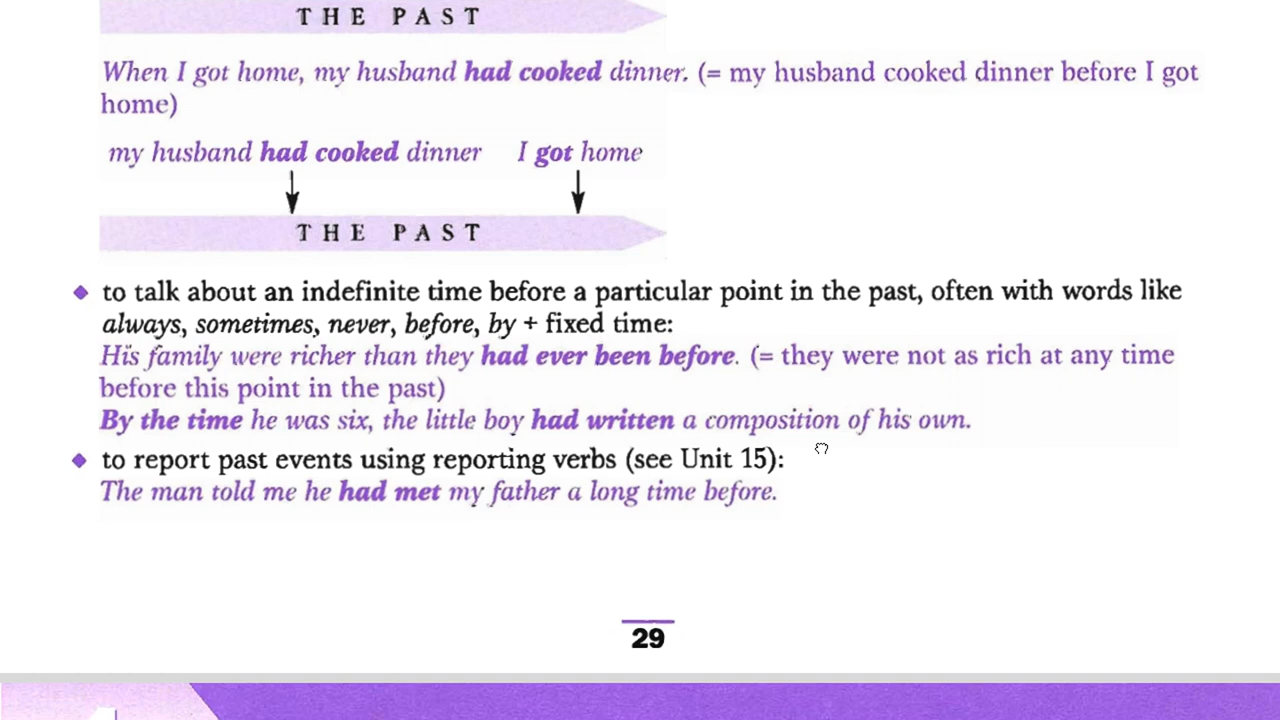 THE PAST
When I got home, my husband had cooked dinner. (= my husband cooked dinner before I got
home)
my husband had cooked dinner I got home
THE PAST
◆ to talk about an indefinite time before a particular point in the past, often with words like
always, sometimes, never, before, by + fixed time:
His family were richer than they had ever been before. (= they were not as rich at any time
before this point in the past)
By the time he was six, the little boy had written a composition of his own.
◆ to report past events using reporting verbs (see Unit 15):
The man told me he had met my father a long time before.
29